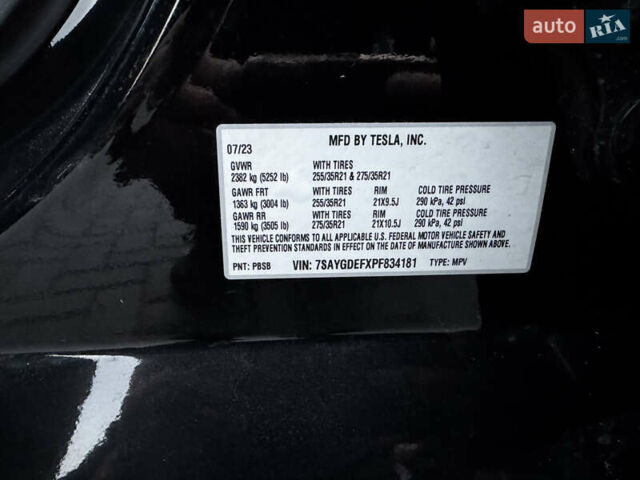 auto RIA
.com
07/23 MFD BY TESLA, INC.
GVWR WITH TIRES
2382 kg (5252 lb) 255/35R21 & 275/35R21
GAWR FRT WITH TIRES RIM COLD TIRE PRESSURE
1363 kg (3004 lb) 255/35R21 21X9.5J 290 kPa, 42 psi
GAWR RR WITH TIRES RIM COLD TIRE PRESSURE
1590 kg (3505 lb) 275/35R21 21X10.5J 290 kPa, 42 psi
THIS VEHICLE CONFORMS TO ALL APPLICABLE U.S. FEDERAL MOTOR VEHICLE SAFETY AND
THEFT PREVENTION STANDARDS IN EFFECT ON THE DATE OF MANUFACTURE SHOWN ABOVE.
PNT: PBSB VIN: 7SAYGDEFXPF834181 TYPE: MPV